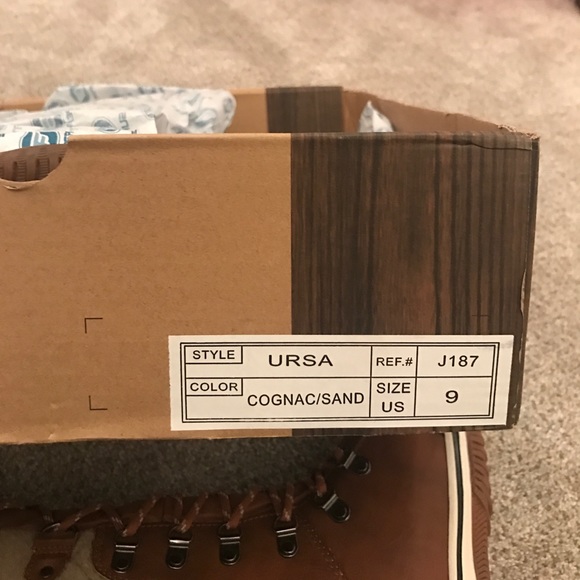 STYLE URSA REF.# J187
COLOR COGNAC/SAND SIZE US 9